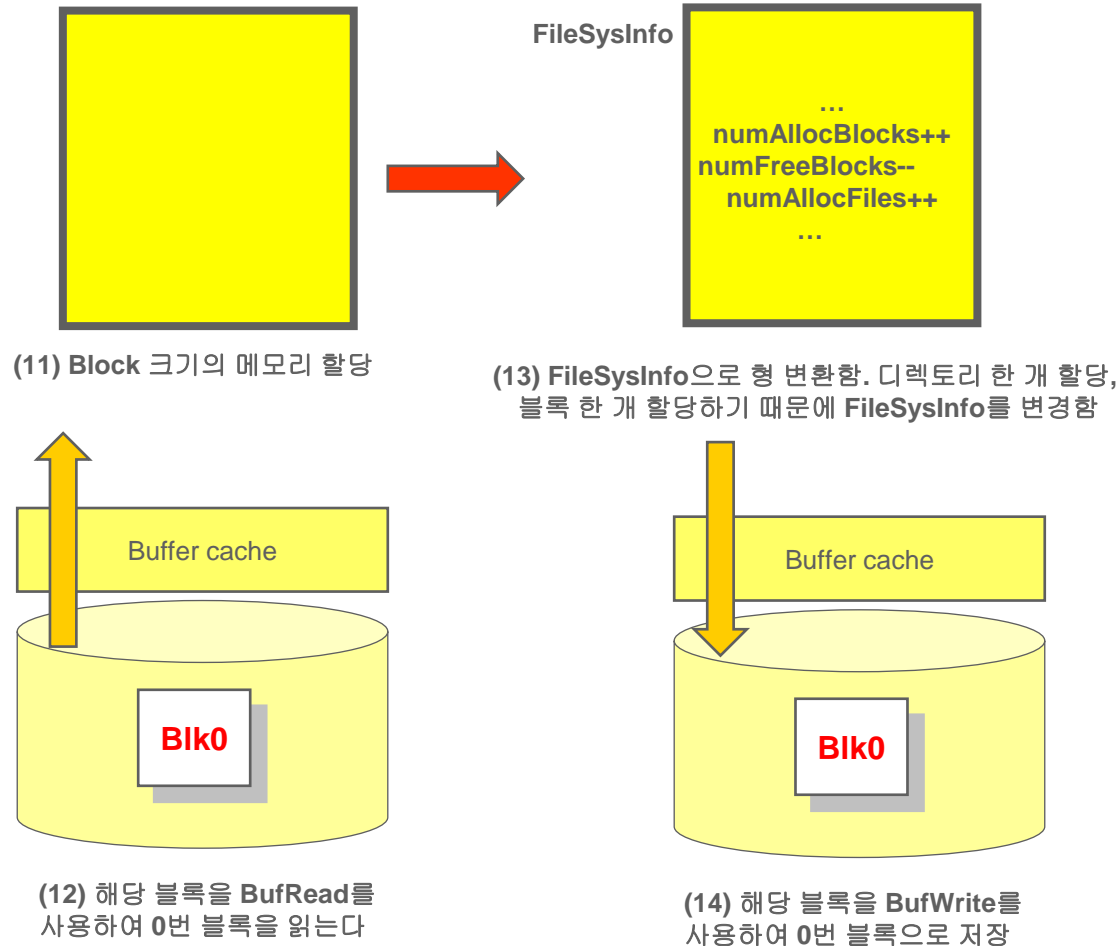 (11) Block 크기의 메모리 할당
Buffer cache
Blk0
(12) 해당 블록을 BufRead를
사용하여 0번 블록을 읽는다
FileSysInfo
…
numAllocBlocks++
numFreeBlocks--
numAllocFiles++
…
(13) FileSysInfo으로 형 변환함. 디렉토리 한 개 할당,
블록 한 개 할당하기 때문에 FileSysInfo를 변경함
Buffer cache
Blk0
(14) 해당 블록을 BufWrite를
사용하여 0번 블록으로 저장